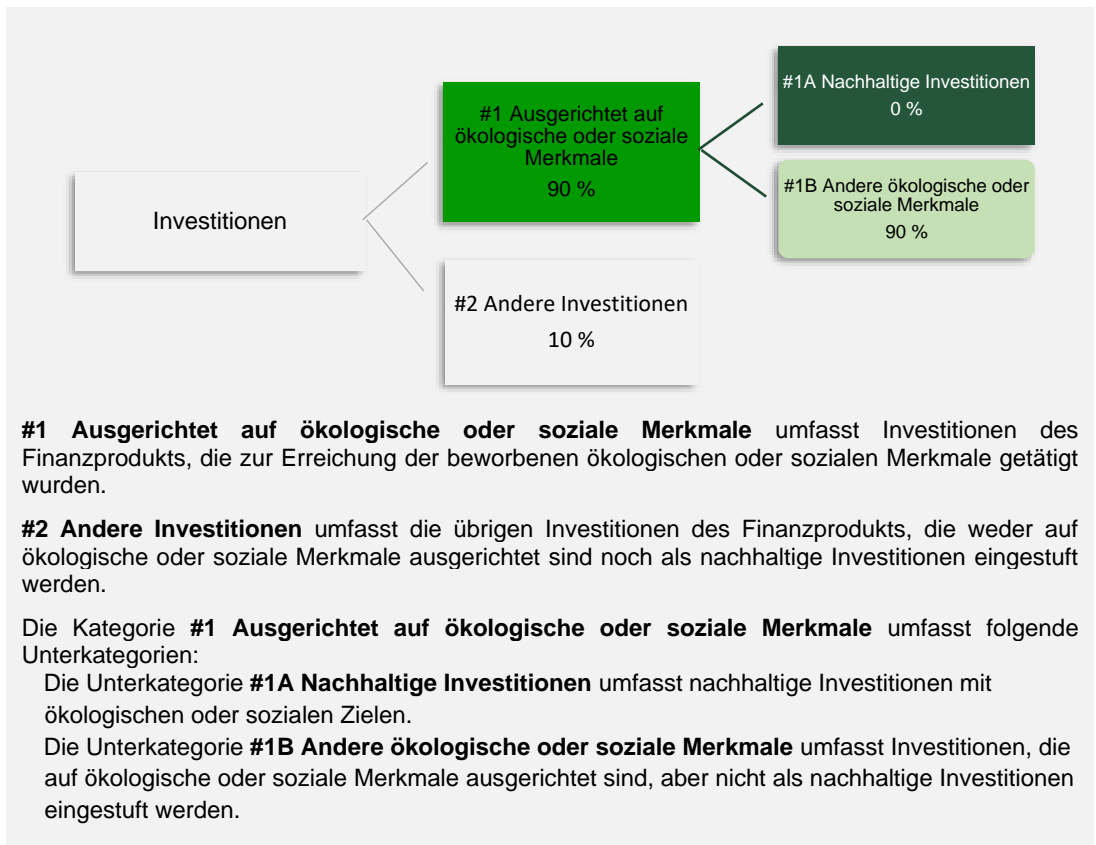 #1A Nachhaltige Investitionen
0 %
#1 Ausgerichtet auf
ökologische oder soziale
Merkmale
90 %
#1B Andere ökologische oder
soziale Merkmale
90 %
Investitionen
#2 Andere Investitionen
10 %
#1 Ausgerichtet auf ökologische oder soziale Merkmale umfasst Investitionen des
Finanzprodukts, die zur Erreichung der beworbenen ökologischen oder sozialen Merkmale getätigt
wurden.
#2 Andere Investitionen umfasst die übrigen Investitionen des Finanzprodukts, die weder auf
ökologische oder soziale Merkmale ausgerichtet sind noch als nachhaltige Investitionen eingestuft
werden.
Die Kategorie #1 Ausgerichtet auf ökologische oder soziale Merkmale umfasst folgende
Unterkategorien:
Die Unterkategorie #1A Nachhaltige Investitionen umfasst nachhaltige Investitionen mit
ökologischen oder sozialen Zielen.
Die Unterkategorie #1B Andere ökologische oder soziale Merkmale umfasst Investitionen, die
auf ökologische oder soziale Merkmale ausgerichtet sind, aber nicht als nachhaltige Investitionen
eingestuft werden.